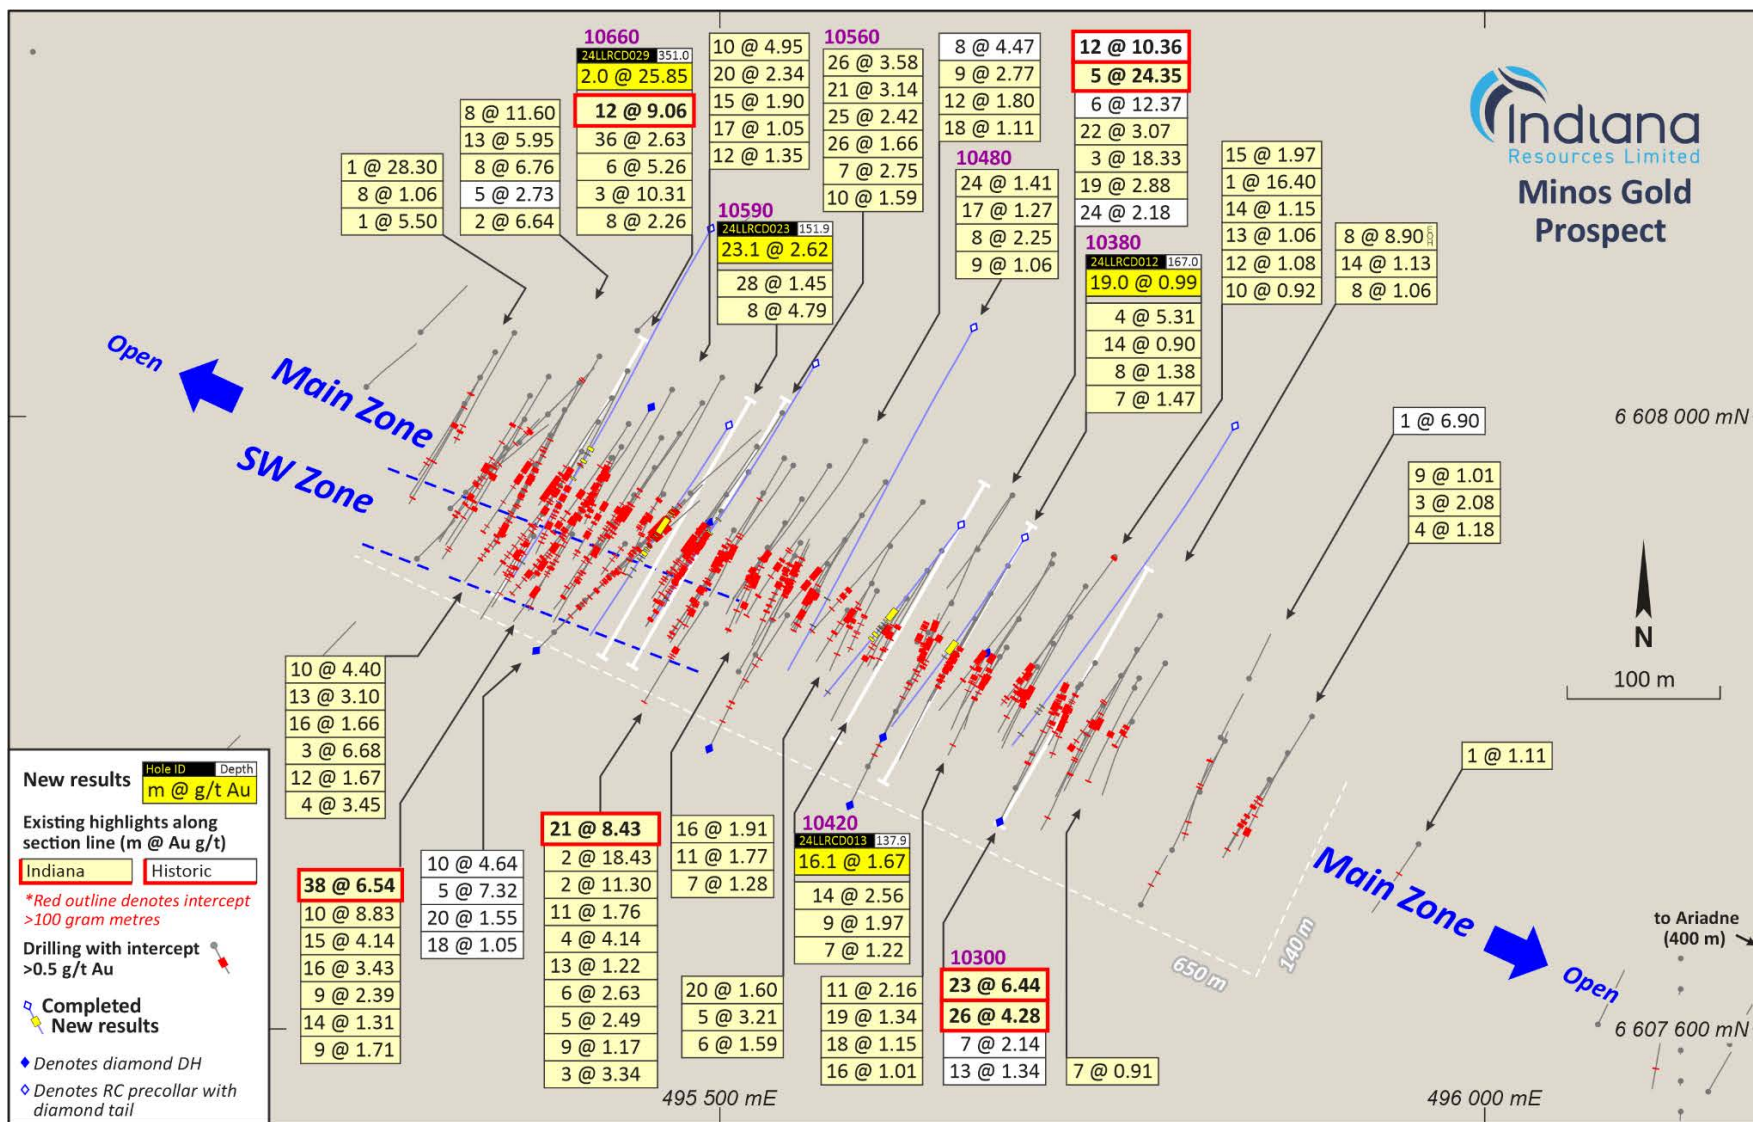 Indiana
Resources Limited
Minos Gold
Prospect
1 @ 28.30
8 @ 1.06
1 @ 5.50
8 @ 11.60
13 @ 5.95
8 @ 6.76
5 @ 2.73
2 @ 6.64
10660
24LLRCD029 351.0
2.0 @ 25.85
12 @ 9.06
36 @ 2.63
6 @ 5.26
3 @ 10.31
8 @ 2.26
10 @ 4.95
20 @ 2.34
15 @ 1.90
17 @ 1.05
12 @ 1.35
10590
24LLRCD023 151.9
23.1 @ 2.62
28 @ 1.45
8 @ 4.79
10560
26 @ 3.58
21 @ 3.14
25 @ 2.42
26 @ 1.66
7 @ 2.75
10 @ 1.59
8 @ 4.47
9 @ 2.77
12 @ 1.80
18 @ 1.11
10480
24 @ 1.41
17 @ 1.27
8 @ 2.25
9 @ 1.06
12 @ 10.36
5 @ 24.35
6 @ 12.37
22 @ 3.07
3 @ 18.33
19 @ 2.88
24 @ 2.18
10380
24LLRCD012 167.0
19.0 @ 0.99
4 @ 5.31
14 @ 0.90
8 @ 1.38
7 @ 1.47
15 @ 1.97
1 @ 16.40
14 @ 1.15
13 @ 1.06
12 @ 1.08
10 @ 0.92
8 @ 8.90 EOH
14 @ 1.13
8 @ 1.06
1 @ 6.90
9 @ 1.01
3 @ 2.08
4 @ 1.18
1 @ 1.11
6 608 000 mN
N
100 m
Open
Main Zone
SW Zone
10 @ 4.40
13 @ 3.10
16 @ 1.66
3 @ 6.68
12 @ 1.67
4 @ 3.45
38 @ 6.54
10 @ 8.83
15 @ 4.14
16 @ 3.43
9 @ 2.39
14 @ 1.31
9 @ 1.71
10 @ 4.64
5 @ 7.32
20 @ 1.55
18 @ 1.05
21 @ 8.43
2 @ 18.43
2 @ 11.30
11 @ 1.76
4 @ 4.14
13 @ 1.22
6 @ 2.63
5 @ 2.49
9 @ 1.17
3 @ 3.34
16 @ 1.91
11 @ 1.77
7 @ 1.28
20 @ 1.60
5 @ 3.21
6 @ 1.59
10420
24LLRCD013 137.9
16.1 @ 1.67
14 @ 2.56
9 @ 1.97
7 @ 1.22
11 @ 2.16
19 @ 1.34
18 @ 1.15
16 @ 1.01
10300
23 @ 6.44
26 @ 4.28
7 @ 2.14
13 @ 1.34
7 @ 0.91
650 m
140 m
Main Zone
Open
to Ariadne
(400 m)
6 607 600 mN
495 500 mE
496 000 mE
New results
Hole ID Depth
m @ g/t Au
Existing highlights along
section line (m @ Au g/t)
Indiana
Historic
*Red outline denotes intercept
>100 gram metres
Drilling with intercept
>0.5 g/t Au
Completed
New results
Denotes diamond DH
Denotes RC precollar with
diamond tail